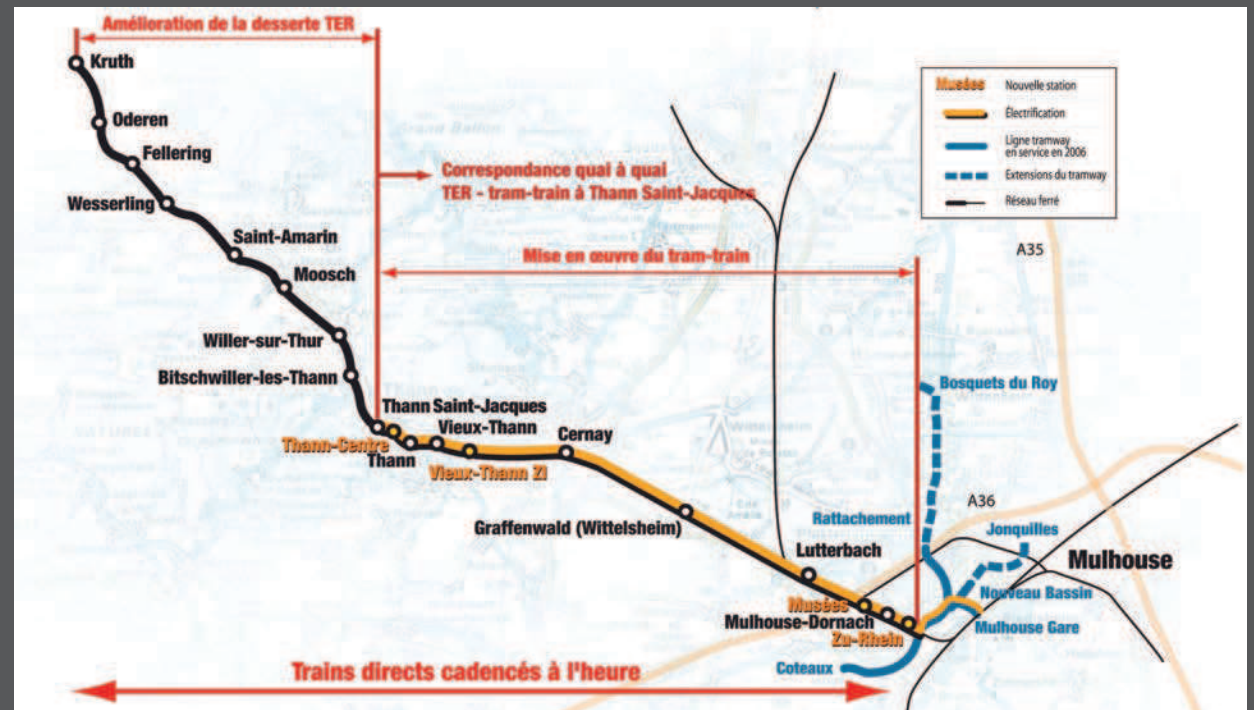 Amélioration de la desserte TER
Kruth
Oderen
Fellering
Wesserling
Saint-Amarin
Moosch
Willer-sur-Thur
Bitschwiller-les-Thann
Correspondance quai à quai
TER - tram-train à Thann Saint-Jacques
Mise en œuvre du tram-train
Musées Nouvelle station
Électrification
Ligne tramway
en service en 2006
Extensions du tramway
Réseau ferré
A35
Thann Saint-Jacques
Thann-Centre
Vieux-Thann
Thann
Vieux-Thann ZI
Cernay
Graffenwald (Wittelsheim)
Lutterbach
Musées
Mulhouse-Dornach
Zu-Rhein
Bosquets du Roy
A36
Rattachement
Jonquilles
Mulhouse
Nouveau Bassin
Mulhouse Gare
Coteaux
Trains directs cadencés à l'heure